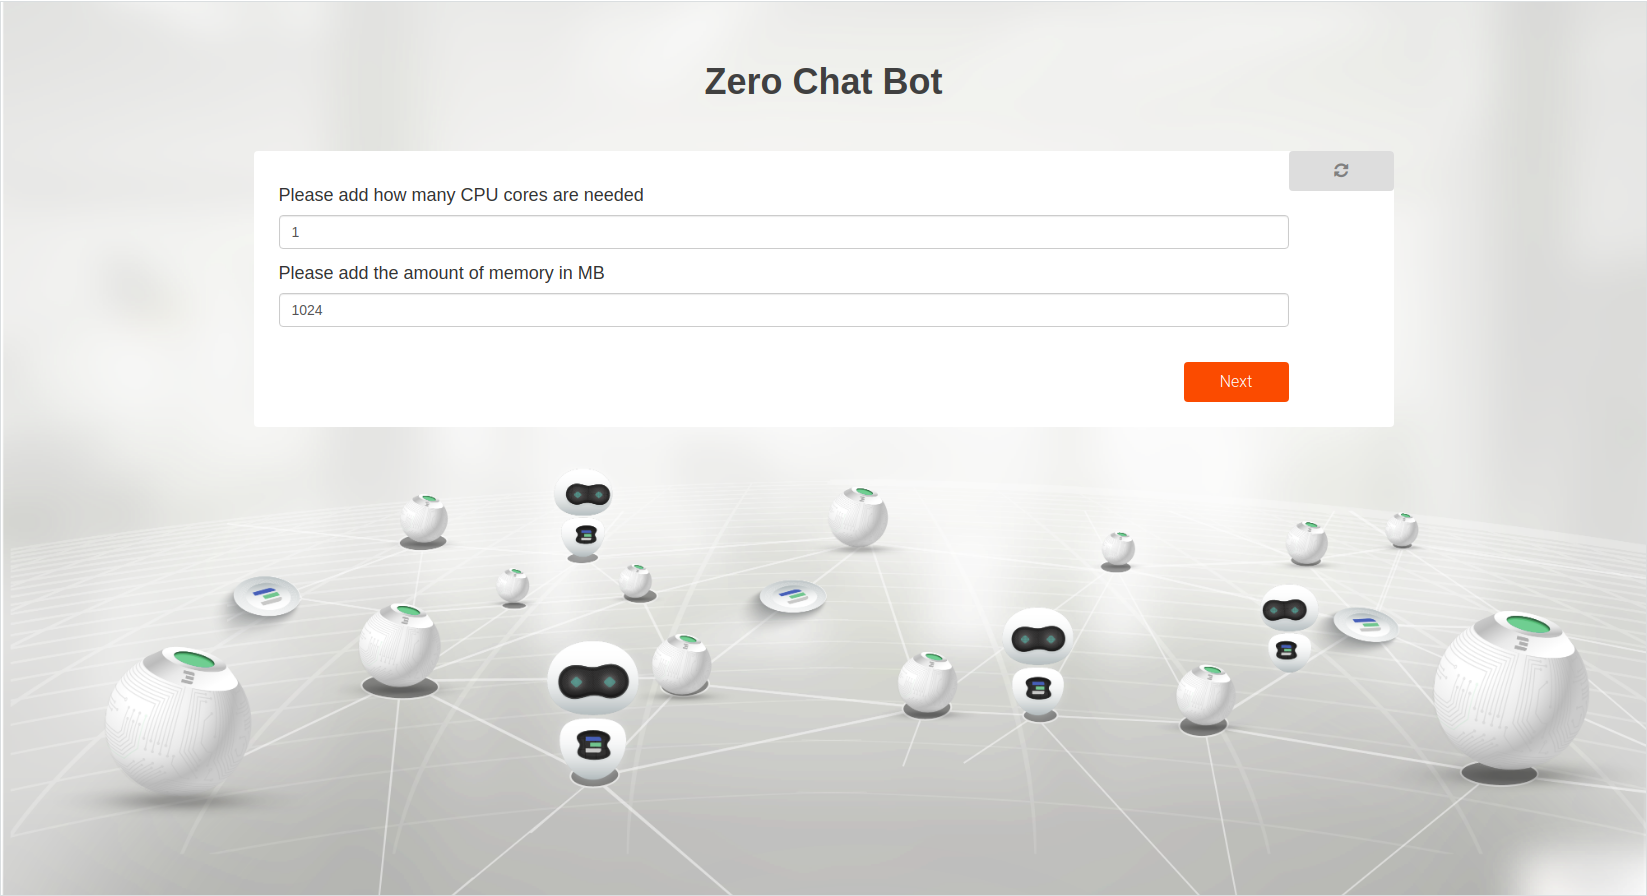 Zero Chat Bot
Please add how many CPU cores are needed
1
Please add the amount of memory in MB
1024
Next